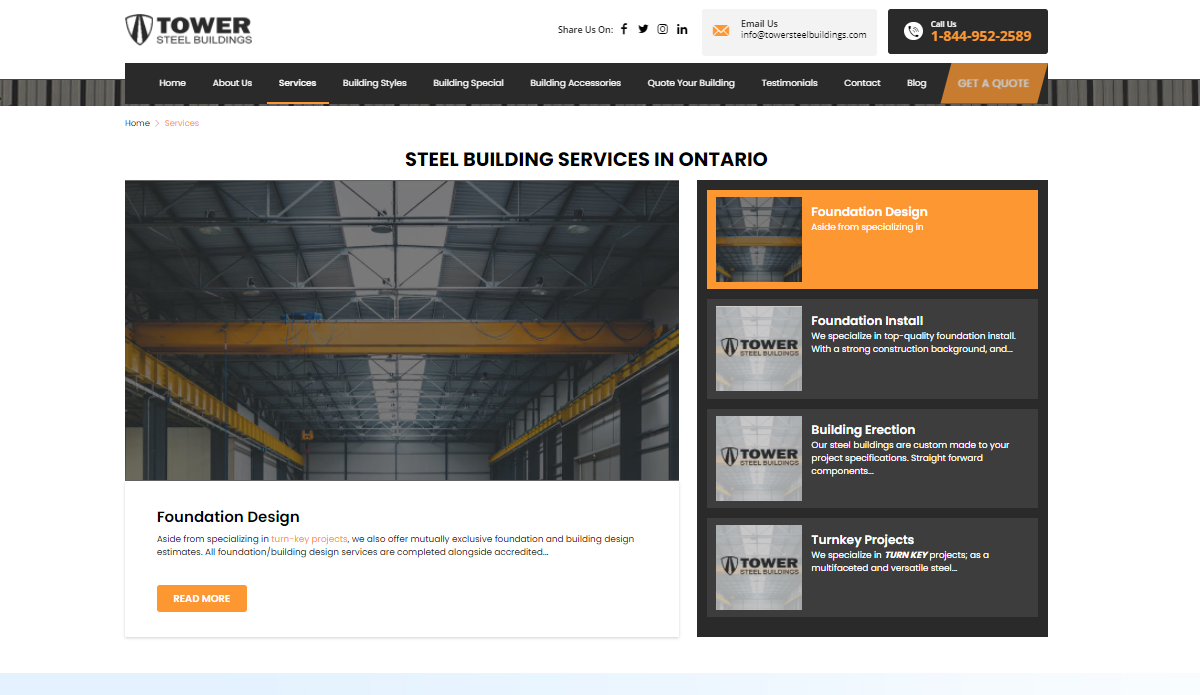 TOWER
STEEL BUILDINGS
Share Us On:
Email Us
info@towersteelbuildings.com
Call Us
1-844-952-2589
Home
About Us
Services
Building Styles
Building Special
Building Accessories
Quote Your Building
Testimonials
Contact
Blog
GET A QUOTE
Home > Services
STEEL BUILDING SERVICES IN ONTARIO
Foundation Design
Aside from specializing in turn-key projects, we also offer mutually exclusive foundation and building design
estimates. All foundation/building design services are completed alongside accredited...
READ MORE
Foundation Design
Aside from specializing in
TOWER
STEEL BUILDINGS
Foundation Install
We specialize in top-quality foundation install.
With a strong construction background, and...
TOWER
STEEL BUILDINGS
Building Erection
Our steel buildings are custom made to your
project specifications. Straight forward
components...
TOWER
STEEL BUILDINGS
Turnkey Projects
We specialize in TURN KEY projects; as a
multifaceted and versatile steel...